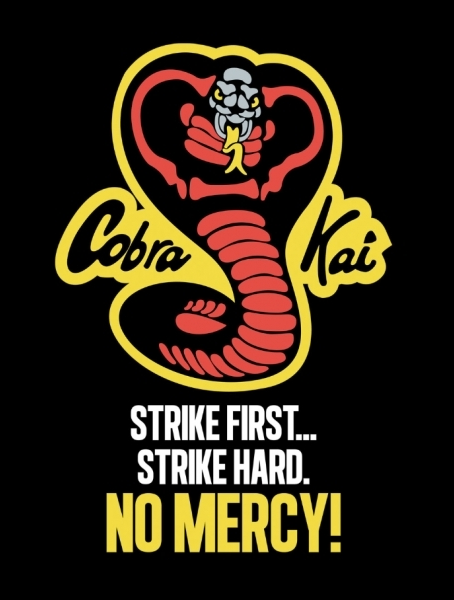 Cobra Kai
STRIKE FIRST...
STRIKE HARD.
NO MERCY!